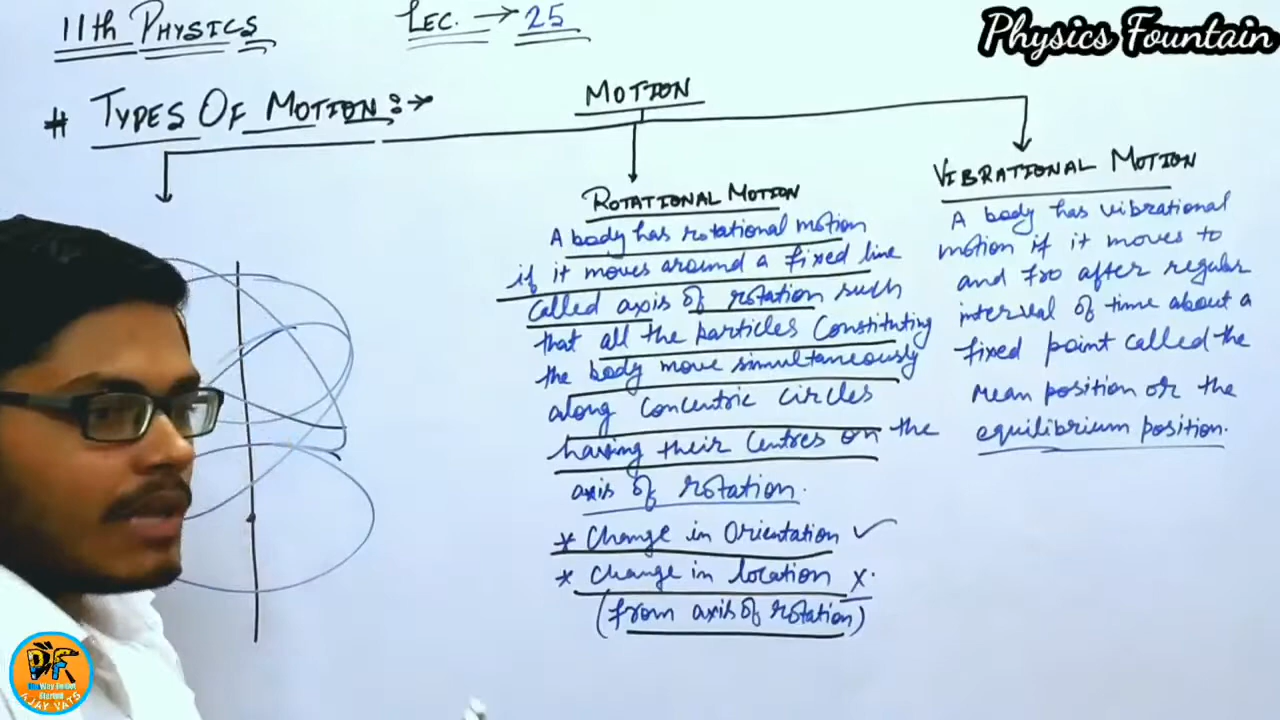 11th PHYSICS
LEC. → 25
Physics Fountain
# TYPES OF MOTION :→
MOTION
ROTATIONAL MOTION
A body has rotational motion
if it moves around a fixed line
called axis of rotation such
that all the particles Constituting
the body move simultaneously
along Concentric circles
having their Centres on the
axis of rotation.
* Change in Orientation ✓
* Change in location x.
(from axis of rotation)
VIBRATIONAL MOTION
A body has vibrational
motion if it moves to
and fro after regular
interval of time about a
fixed point called the
Mean position or the
equilibrium position.
PF
AJAY VATS